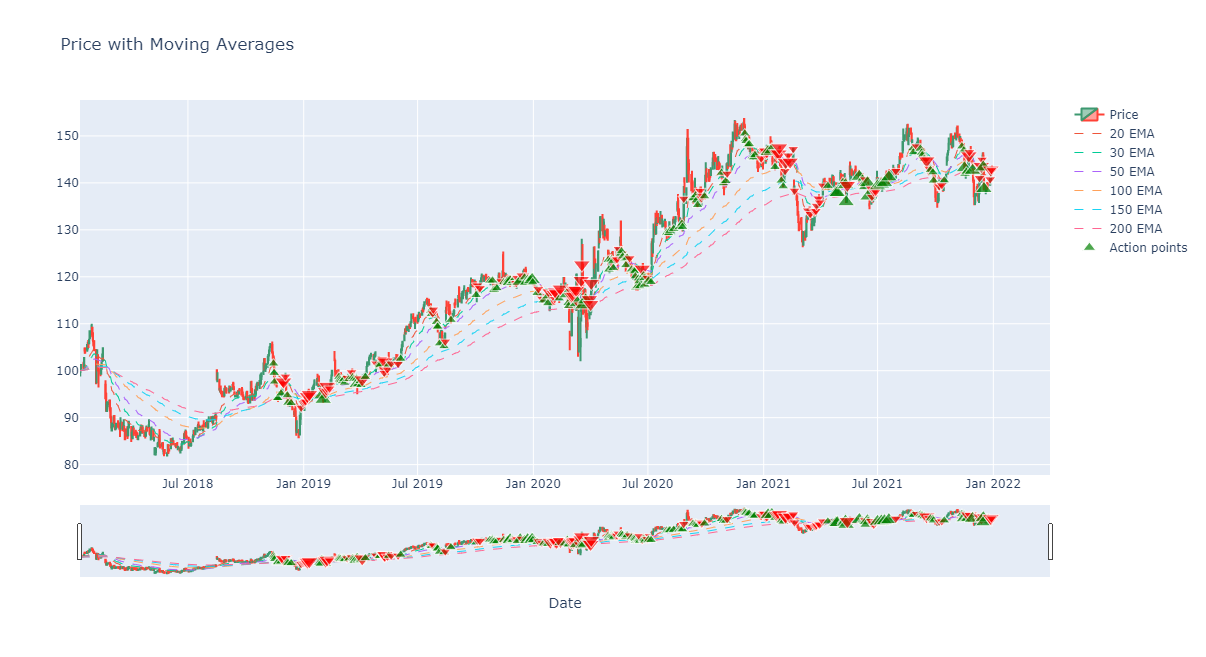 Price with Moving Averages
150
140
130
120
110
100
90
80
Jul 2018
Jan 2019
Jul 2019
Jan 2020
Jul 2020
Jan 2021
Jul 2021
Jan 2022
Date
Price
20 EMA
30 EMA
50 EMA
100 EMA
150 EMA
200 EMA
Action points